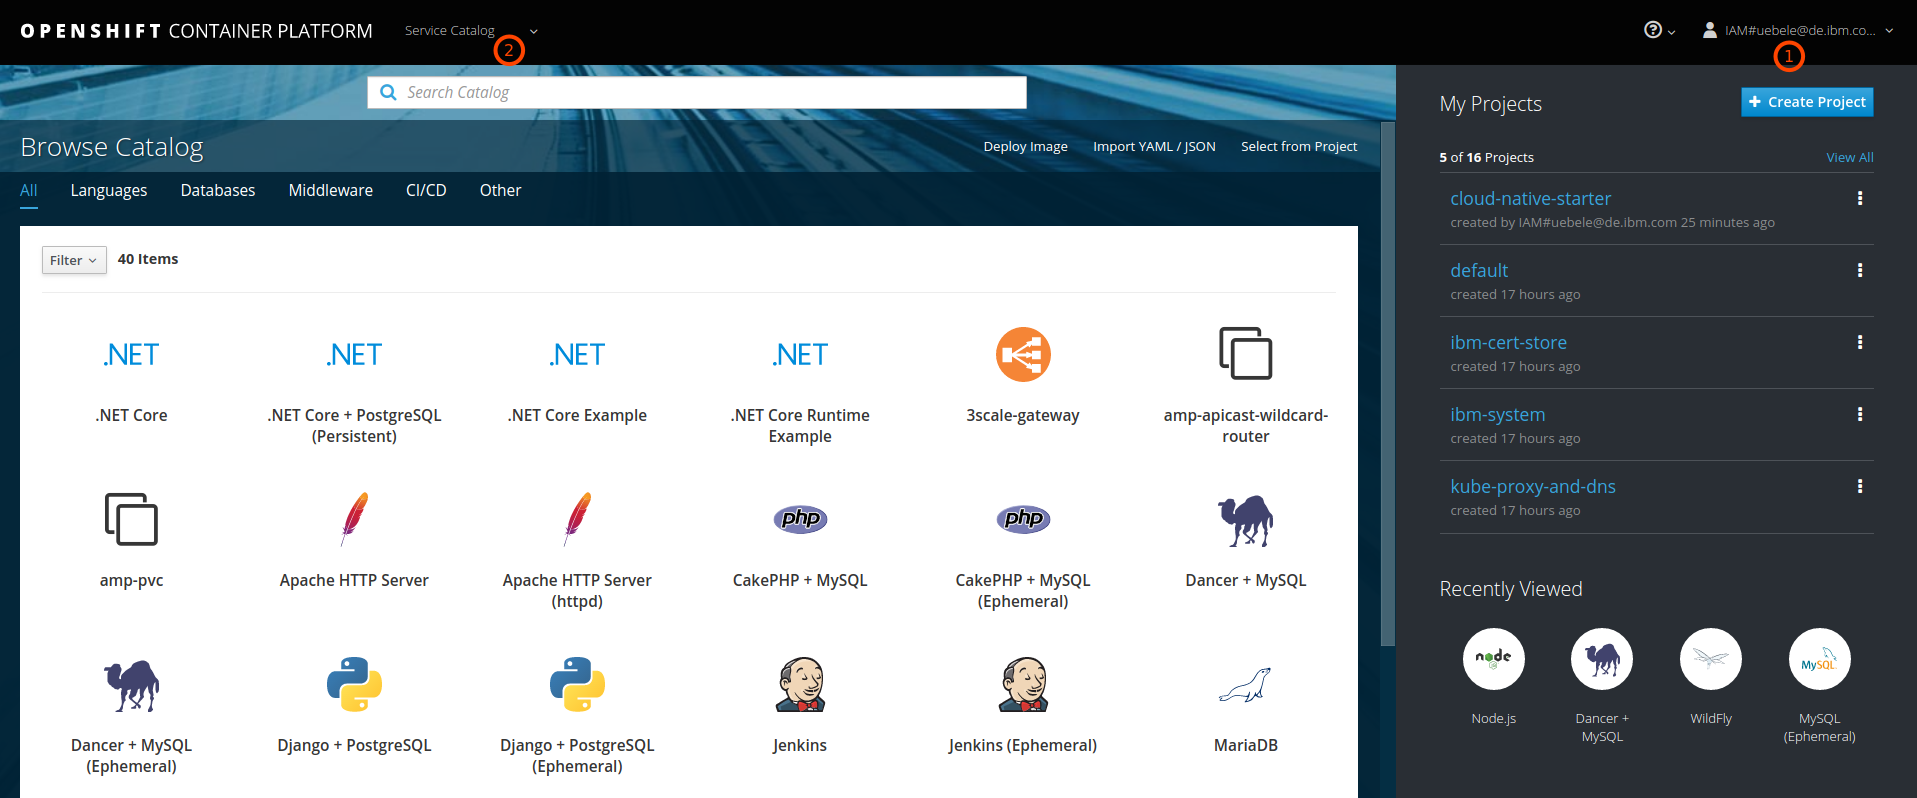 OPENSHIFT CONTAINER PLATFORM
Service Catalog
2
IAM#uebele@de.ibm.co...
1
Search Catalog
Browse Catalog
Deploy Image
Import YAML / JSON
Select from Project
All
Languages
Databases
Middleware
CI/CD
Other
Filter
40 Items
.NET
.NET
.NET
.NET
.NET Core
.NET Core + PostgreSQL
(Persistent)
.NET Core Example
.NET Core Runtime
Example
3scale-gateway
amp-apicast-wildcard-
router
php
php
amp-pvc
Apache HTTP Server
Apache HTTP Server
(httpd)
CakePHP + MySQL
CakePHP + MySQL
(Ephemeral)
Dancer + MySQL
Dancer + MySQL
(Ephemeral)
Django + PostgreSQL
Django + PostgreSQL
(Ephemeral)
Jenkins
Jenkins (Ephemeral)
MariaDB
My Projects
+ Create Project
5 of 16 Projects
View All
cloud-native-starter
created by IAM#uebele@de.ibm.com 25 minutes ago
default
created 17 hours ago
ibm-cert-store
created 17 hours ago
ibm-system
created 17 hours ago
kube-proxy-and-dns
created 17 hours ago
Recently Viewed
node
MySQL
Node.js
Dancer +
MySQL
WildFly
MySQL
(Ephemeral)